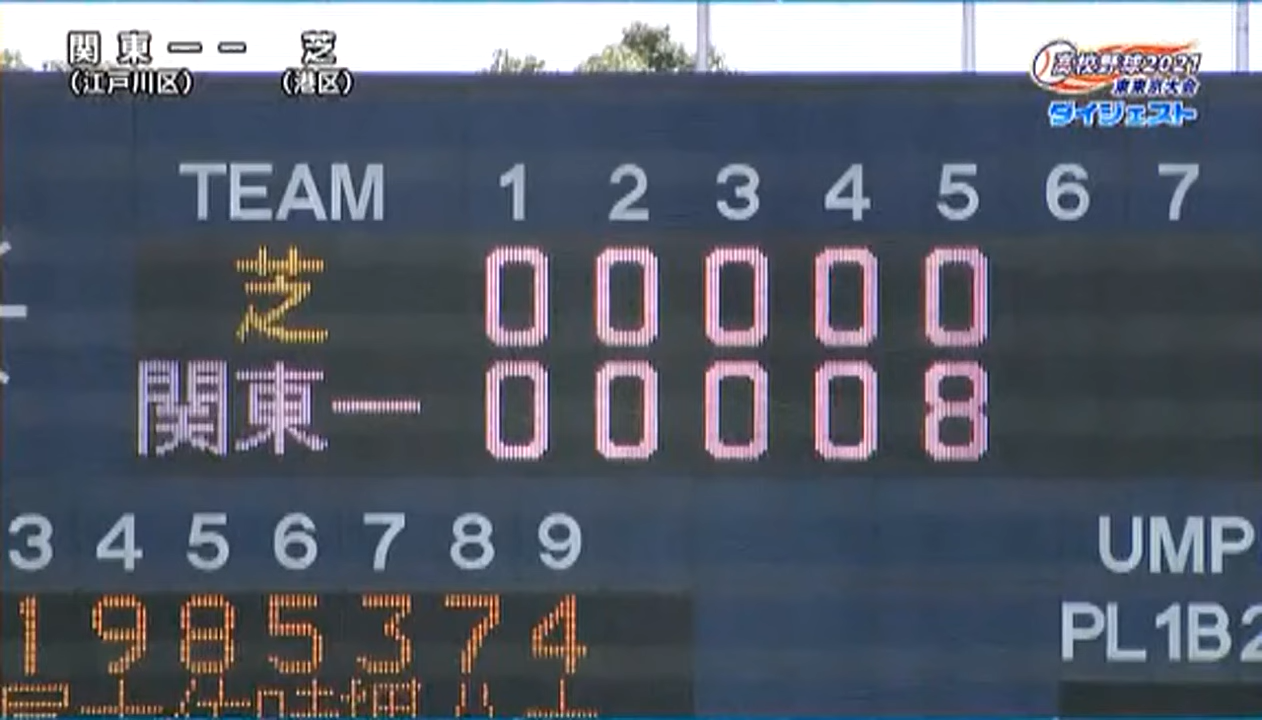 関東一 － 芝
(江戸川区) (港区)
高校野球2021
東東京大会
ダイジェスト
TEAM 1 2 3 4 5 6 7
芝 0 0 0 0 0
関東一 0 0 0 0 8
3 4 5 6 7 8 9
UMP
1 9 8 5 3 7 4
PL 1B 2